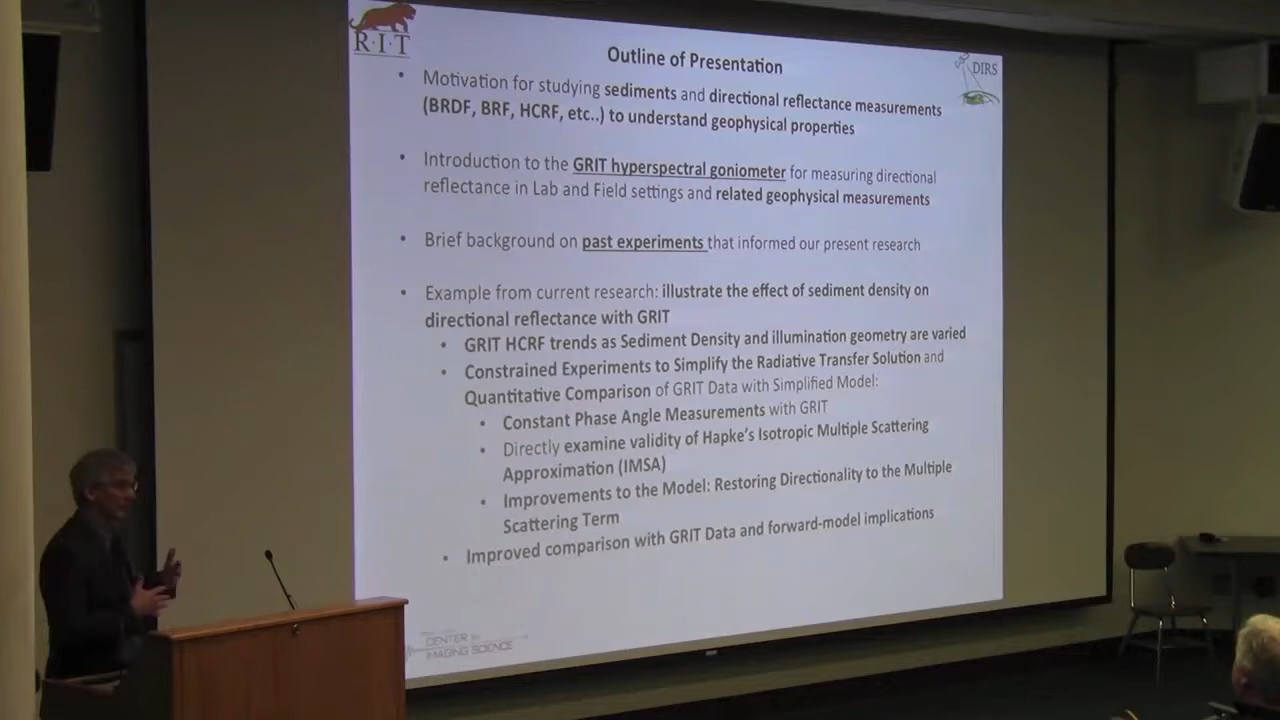 R·I·T
Outline of Presentation
DIRS
• Motivation for studying sediments and directional reflectance measurements
(BRDF, BRF, HCRF, etc..) to understand geophysical properties
• Introduction to the GRIT hyperspectral goniometer for measuring directional
reflectance in Lab and Field settings and related geophysical measurements
• Brief background on past experiments that informed our present research
• Example from current research: illustrate the effect of sediment density on
directional reflectance with GRIT
• GRIT HCRF trends as Sediment Density and illumination geometry are varied
• Constrained Experiments to Simplify the Radiative Transfer Solution and
Quantitative Comparison of GRIT Data with Simplified Model:
• Constant Phase Angle Measurements with GRIT
• Directly examine validity of Hapke's Isotropic Multiple Scattering
Approximation (IMSA)
• Improvements to the Model: Restoring Directionality to the Multiple
Scattering Term
• Improved comparison with GRIT Data and forward-model implications
CENTER for
IMAGING SCIENCE